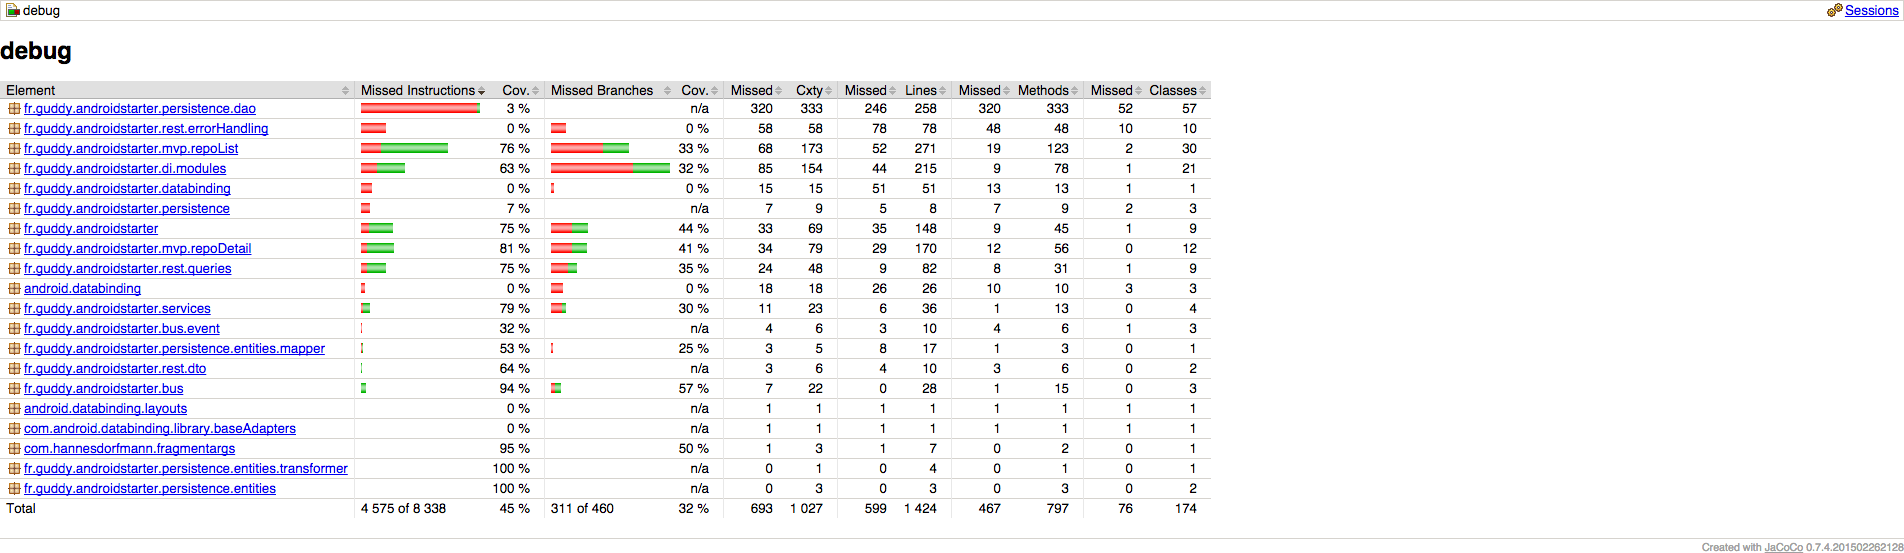 debug Sessions
debug
Element Missed Instructions Cov. Missed Branches Cov. Missed Cxty Missed Lines Missed Methods Missed Classes
fr.guddy.androidstarter.persistence.dao 3 % n/a 320 333 246 258 320 333 52 57
fr.guddy.androidstarter.rest.errorHandling 0 % 0 % 58 58 78 78 48 48 10 10
fr.guddy.androidstarter.mvp.repoList 76 % 33 % 68 173 52 271 19 123 2 30
fr.guddy.androidstarter.di.modules 63 % 32 % 85 154 44 215 9 78 1 21
fr.guddy.androidstarter.databinding 0 % 0 % 15 15 51 51 13 13 1 1
fr.guddy.androidstarter.persistence 7 % n/a 7 9 5 8 7 9 2 3
fr.guddy.androidstarter 75 % 44 % 33 69 35 148 9 45 1 9
fr.guddy.androidstarter.mvp.repoDetail 81 % 41 % 34 79 29 170 12 56 0 12
fr.guddy.androidstarter.rest.queries 75 % 35 % 24 48 9 82 8 31 1 9
android.databinding 0 % 0 % 18 18 26 26 10 10 3 3
fr.guddy.androidstarter.services 79 % 30 % 11 23 6 36 1 13 0 4
fr.guddy.androidstarter.bus.event 32 % n/a 4 6 3 10 4 6 1 3
fr.guddy.androidstarter.persistence.entities.mapper 53 % 25 % 3 5 8 17 1 3 0 1
fr.guddy.androidstarter.rest.dto 64 % n/a 3 6 4 10 3 6 0 2
fr.guddy.androidstarter.bus 94 % 57 % 7 22 0 28 1 15 0 3
android.databinding.layouts 0 % n/a 1 1 1 1 1 1 1 1
com.android.databinding.library.baseAdapters 0 % n/a 1 1 1 1 1 1 1 1
com.hannesdorfmann.fragmentargs 95 % 50 % 1 3 1 7 0 2 0 1
fr.guddy.androidstarter.persistence.entities.transformer 100 % n/a 0 1 0 4 0 1 0 1
fr.guddy.androidstarter.persistence.entities 100 % n/a 0 3 0 3 0 3 0 2
Total 4 575 of 8 338 45 % 311 of 460 32 % 693 1 027 599 1 424 467 797 76 174
Created with JaCoCo 0.7.4.201502262128